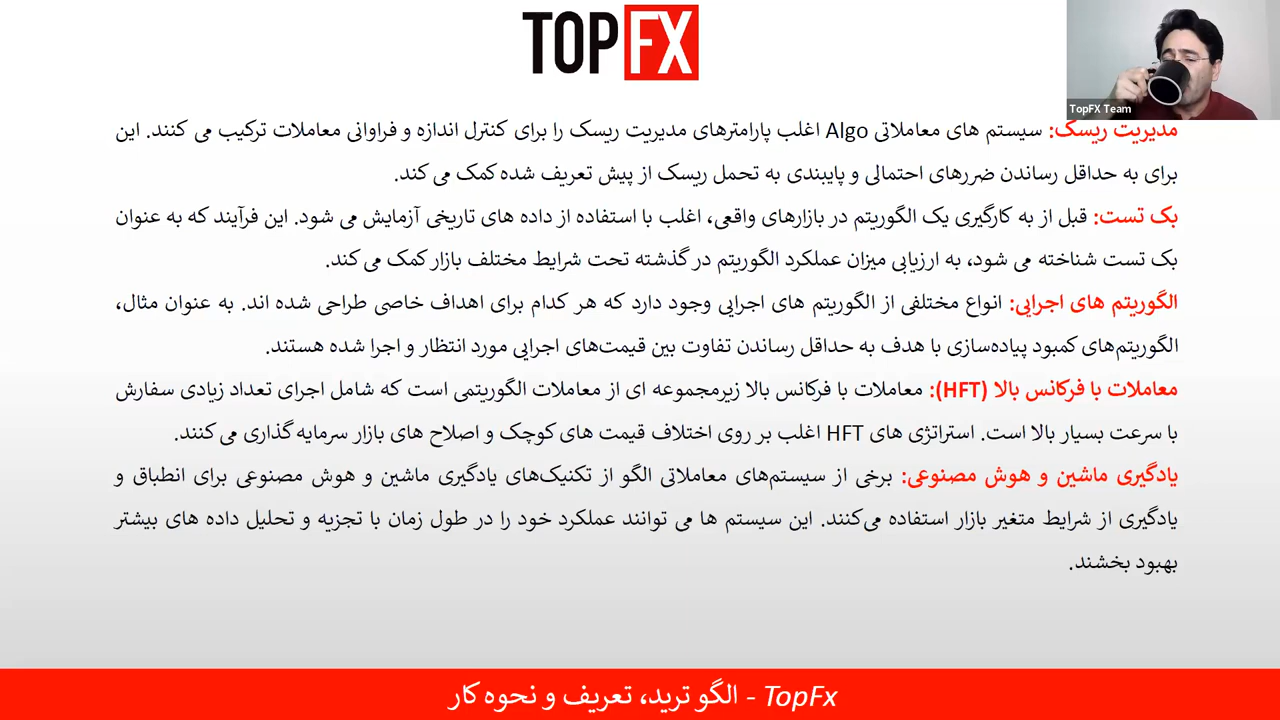 TOPFX
TopFX Team
مدیریت ریسک: سیستم های معاملاتی Algo اغلب پارامترهای مدیریت ریسک را برای کنترل اندازه و فراوانی معاملات ترکیب می کنند. این
برای به حداقل رساندن ضررهای احتمالی و پایبندی به تحمل ریسک از پیش تعریف شده کمک می کند.
بک تست: قبل از به کارگیری یک الگوریتم در بازارهای واقعی، اغلب با استفاده از داده های تاریخی آزمایش می شود. این فرآیند که به عنوان
بک تست شناخته می شود، به ارزیابی میزان عملکرد الگوریتم در گذشته تحت شرایط مختلف بازار کمک می کند.
الگوریتم های اجرایی: انواع مختلفی از الگوریتم های اجرایی وجود دارد که هر کدام برای اهداف خاصی طراحی شده اند. به عنوان مثال،
الگوریتم‌های کمبود پیاده‌سازی با هدف به حداقل رساندن تفاوت بین قیمت‌های اجرایی مورد انتظار و اجرا شده هستند.
معاملات با فرکانس بالا (HFT): معاملات با فرکانس بالا زیرمجموعه ای از معاملات الگوریتمی است که شامل اجرای تعداد زیادی سفارش
با سرعت بسیار بالا است. استراتژی های HFT اغلب بر روی اختلاف قیمت های کوچک و اصلاح های بازار سرمایه گذاری می کنند.
یادگیری ماشین و هوش مصنوعی: برخی از سیستم‌های معاملاتی الگو از تکنیک‌های یادگیری ماشین و هوش مصنوعی برای انطباق و
یادگیری از شرایط متغیر بازار استفاده می‌کنند. این سیستم ها می توانند عملکرد خود را در طول زمان با تجزیه و تحلیل داده های بیشتر
بهبود بخشند.
TopFx - الگو ترید، تعریف و نحوه کار